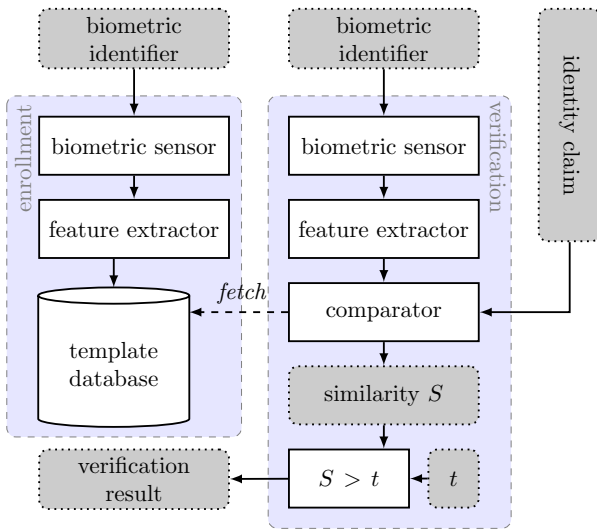 biometric
identifier
biometric
identifier
identity claim
enrollment
biometric sensor
feature extractor
template
database
verification
biometric sensor
feature extractor
fetch
comparator
similarity S
S > t
t
verification
result